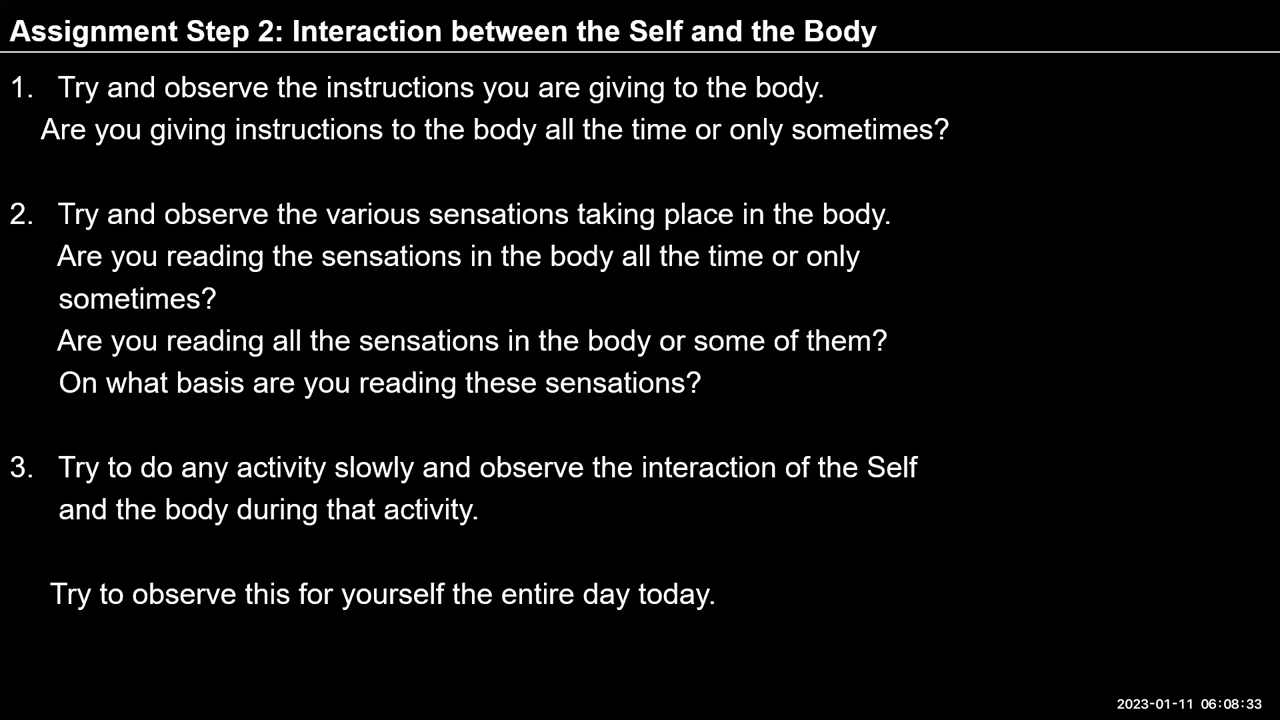 Assignment Step 2: Interaction between the Self and the Body
1. Try and observe the instructions you are giving to the body.
Are you giving instructions to the body all the time or only sometimes?
2. Try and observe the various sensations taking place in the body.
Are you reading the sensations in the body all the time or only
sometimes?
Are you reading all the sensations in the body or some of them?
On what basis are you reading these sensations?
3. Try to do any activity slowly and observe the interaction of the Self
and the body during that activity.
Try to observe this for yourself the entire day today.
2023-01-11 06:08:33